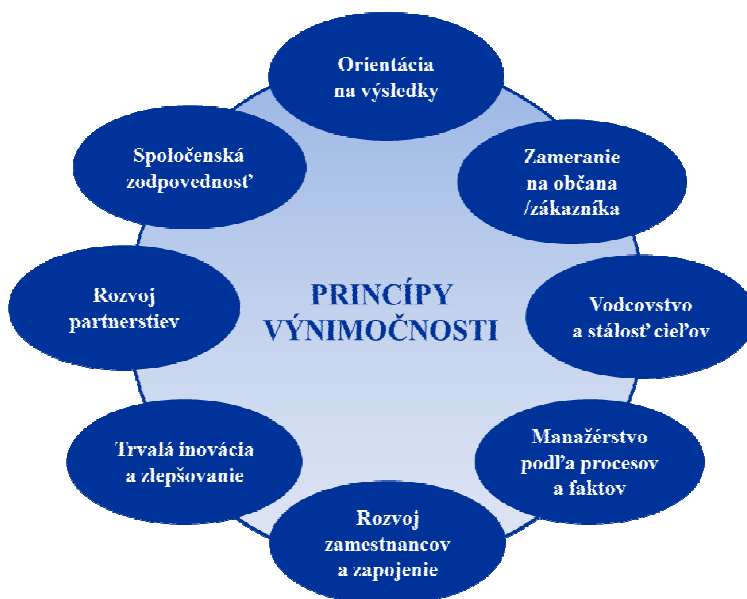 Orientácia
na výsledky
Zameranie
na občana
/zákazníka
Vodcovstvo
a stálosť cieľov
Manažérstvo
podľa procesov
a faktov
Rozvoj
zamestnancov
a zapojenie
Trvalá inovácia
a zlepšovanie
Rozvoj
partnerstiev
Spoločenská
zodpovednosť
PRINCÍPY
VÝNIMOČNOSTI